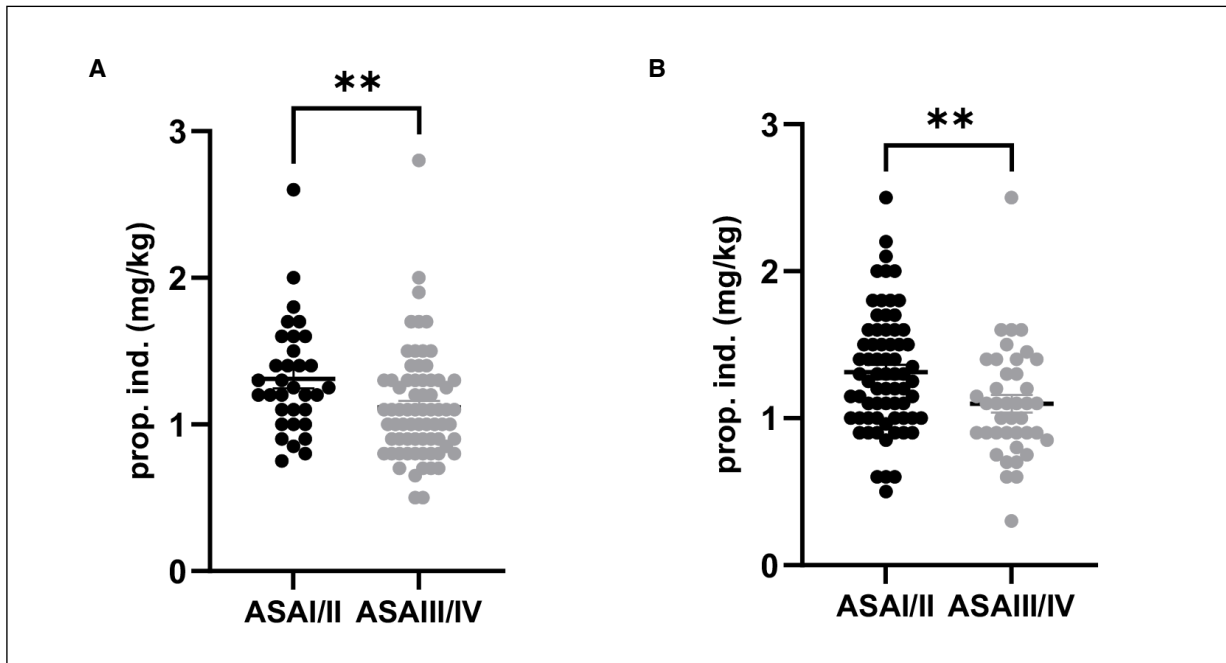 A
**
3
2
1
0
prop. ind. (mg/kg)
ASAI/II ASAIII/IV
B
**
3
2
1
0
prop. ind. (mg/kg)
ASAI/II ASAIII/IV